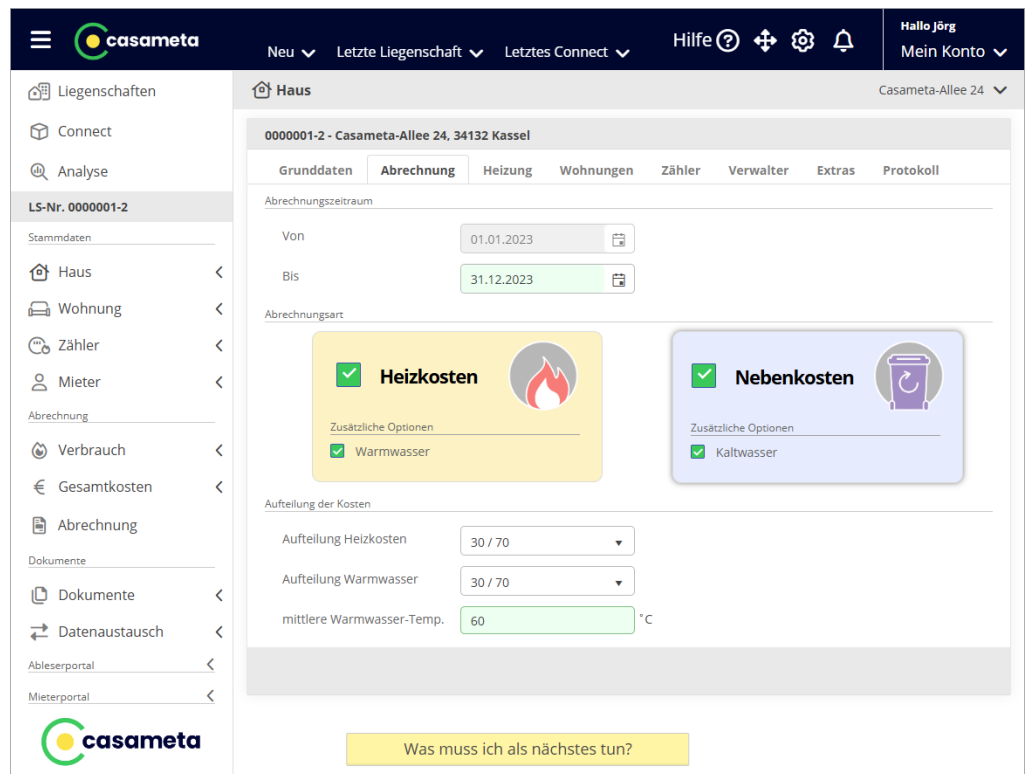 casameta
Neu
Letzte Liegenschaft
Letztes Connect
Hilfe
Hallo Jörg
Mein Konto
Liegenschaften
Connect
Analyse
LS-Nr. 0000001-2
Stammdaten
Haus
Wohnung
Zähler
Mieter
Abrechnung
Verbrauch
€ Gesamtkosten
Abrechnung
Dokumente
Dokumente
Datenaustausch
Ableserportal
Mieterportal
casameta
Haus
Casameta-Allee 24
0000001-2 - Casameta-Allee 24, 34132 Kassel
Grunddaten Abrechnung Heizung Wohnungen Zähler Verwalter Extras Protokoll
Abrechnungszeitraum
Von 01.01.2023
Bis 31.12.2023
Abrechnungsart
Heizkosten
Zusätzliche Optionen
Warmwasser
Nebenkosten
Zusätzliche Optionen
Kaltwasser
Aufteilung der Kosten
Aufteilung Heizkosten 30 / 70
Aufteilung Warmwasser 30 / 70
mittlere Warmwasser-Temp. 60 °C
Was muss ich als nächstes tun?